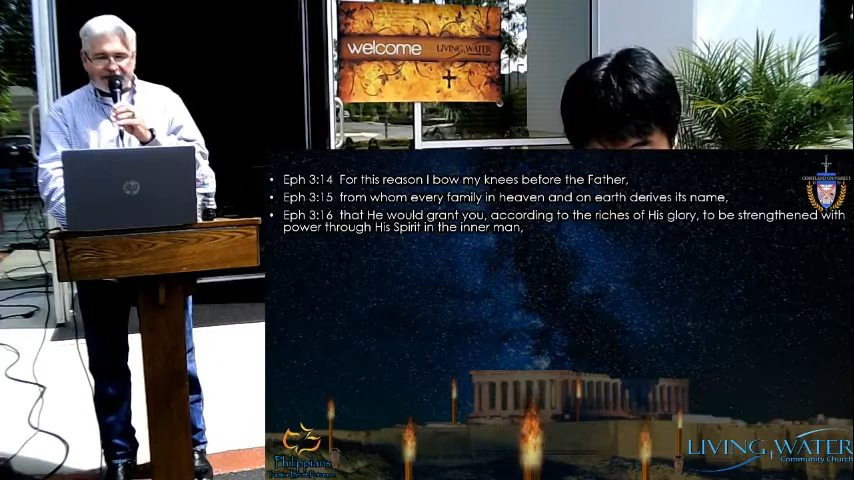 welcome
LIVING WATER
hp
• Eph 3:14 For this reason I bow my knees before the Father,
• Eph 3:15 from whom every family in heaven and on earth derives its name,
• Eph 3:16 that He would grant you, according to the riches of His glory, to be strengthened with
power through His Spirit in the inner man,
Philippians
LIVING WATER
Community Church